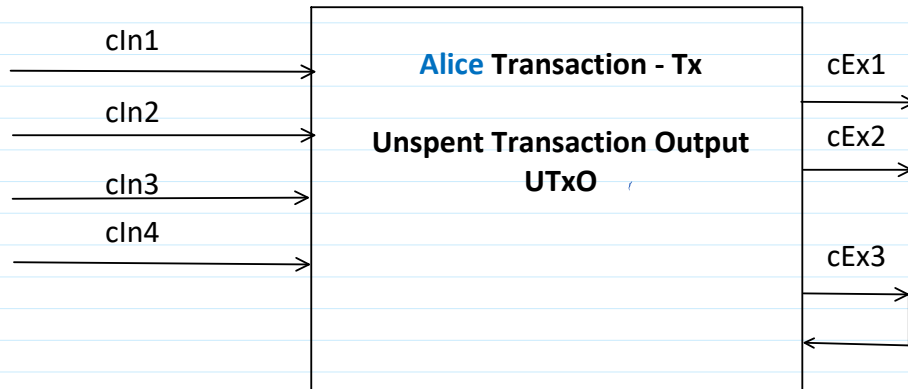 cIn1
cIn2
cIn3
cIn4
Alice Transaction - Tx
Unspent Transaction Output
UTxO
cEx1
cEx2
cEx3